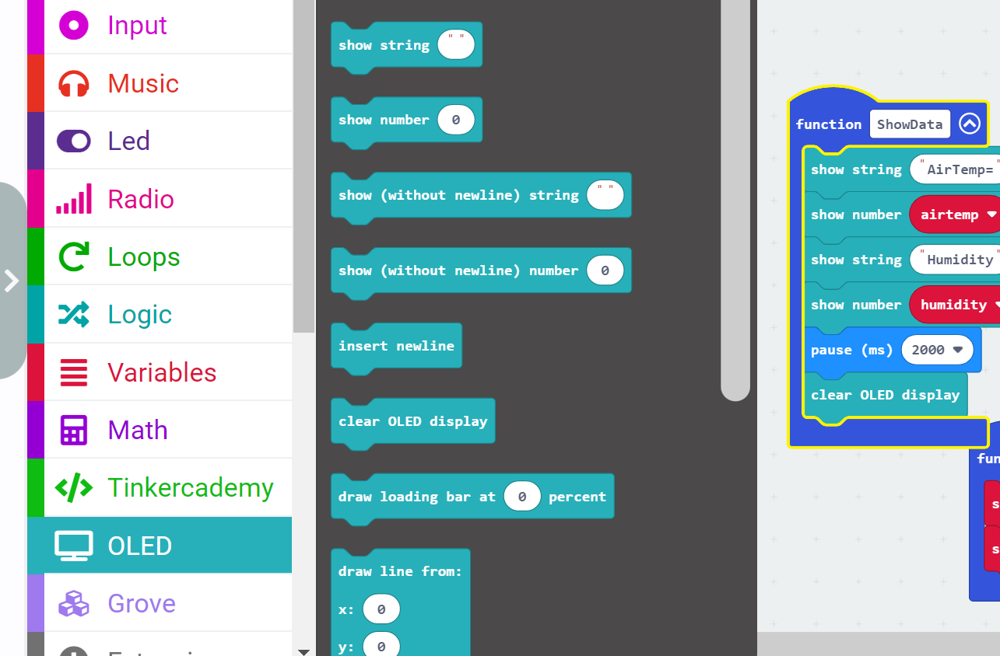 Input
Music
Led
Radio
Loops
Logic
Variables
Math
Tinkercademy
OLED
Grove
show string " "
show number 0
show (without newline) string " "
show (without newline) number 0
insert newline
clear OLED display
draw loading bar at 0 percent
draw line from:
x: 0
y: 0
function ShowData
show string "AirTemp="
show number airtemp
show string "Humidity"
show number humidity
pause (ms) 2000
clear OLED display
fun
s
s